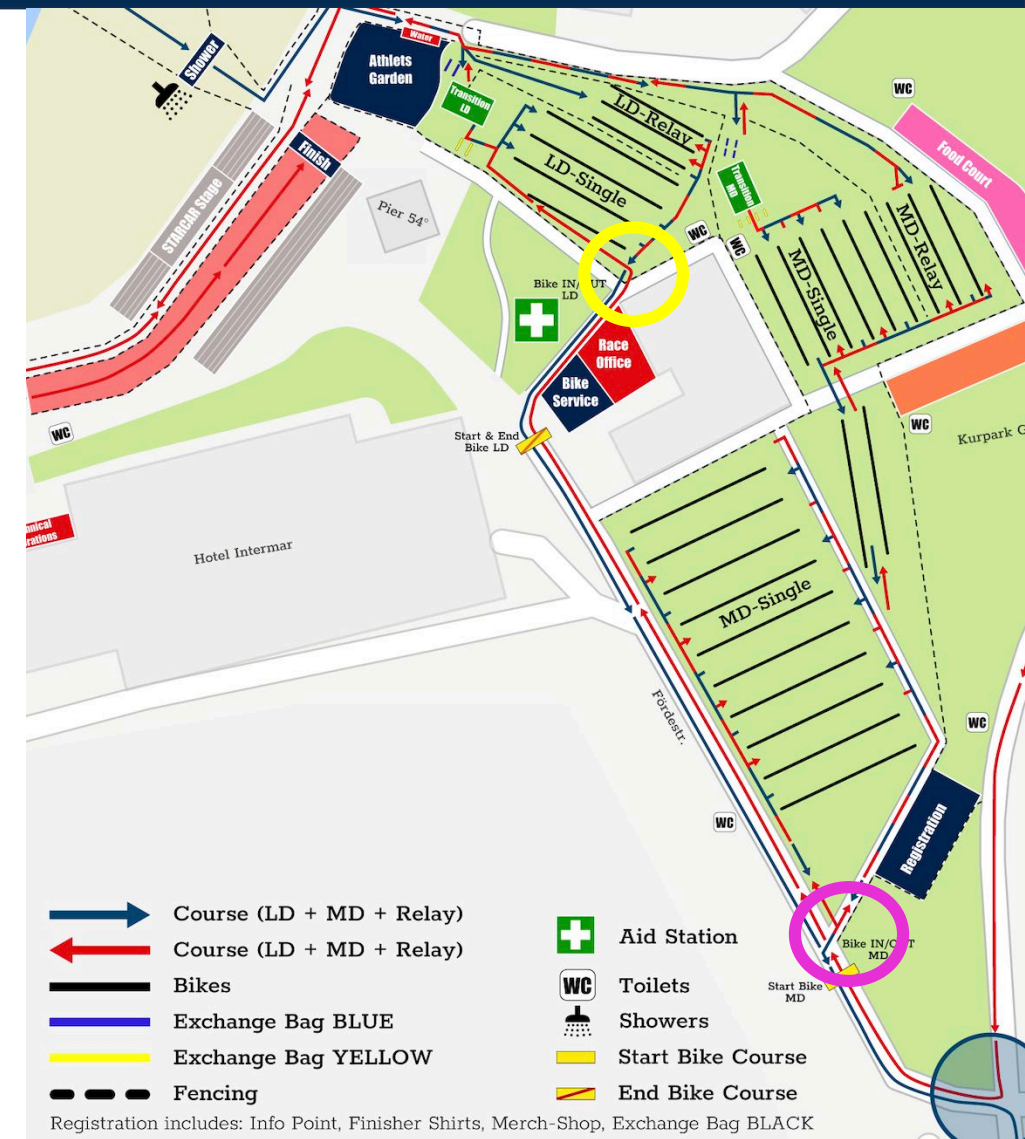 Shower
Water
Athlets
Garden
Transition
LD
WC
LD-Relay
Food Court
Finish
LD-Single
Transition
MD
STARCAR Stage
Pier 54°
WC
WC
MD-Relay
Bike IN/OUT
LD
MD-Single
Race
Office
Bike
Service
WC
Start & End
Bike LD
WC
Kurpark
Hotel Intermar
MD-Single
Fördestr.
WC
WC
Registration
Course (LD + MD + Relay)
Aid Station
Bike IN/OUT
MD
Course (LD + MD + Relay)
Bikes
WC
Toilets
Start Bike
MD
Exchange Bag BLUE
Showers
Exchange Bag YELLOW
Start Bike Course
Fencing
End Bike Course
Registration includes: Info Point, Finisher Shirts, Merch-Shop, Exchange Bag BLACK